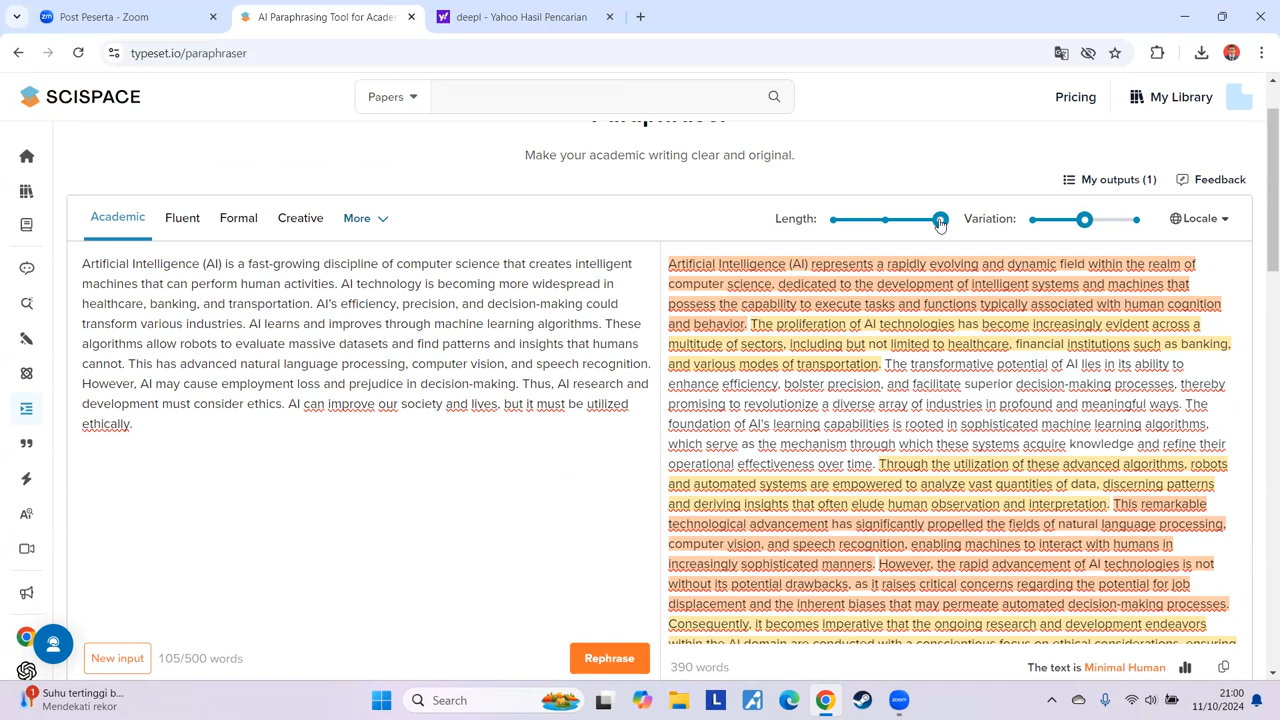 Post Peserta - Zoom
AI Paraphrasing Tool for Acade
deepl - Yahoo Hasil Pencarian
typeset.io/paraphraser
SCISPACE
Papers
Pricing
My Library
Make your academic writing clear and original.
My outputs (1)
Feedback
Academic
Fluent
Formal
Creative
More
Length:
Variation:
Locale
Artificial Intelligence (AI) is a fast-growing discipline of computer science that creates intelligent
machines that can perform human activities. AI technology is becoming more widespread in
healthcare, banking, and transportation. AI's efficiency, precision, and decision-making could
transform various industries. AI learns and improves through machine learning algorithms. These
algorithms allow robots to evaluate massive datasets and find patterns and insights that humans
cannot. This has advanced natural language processing, computer vision, and speech recognition.
However, AI may cause employment loss and prejudice in decision-making. Thus, AI research and
development must consider ethics. AI can improve our society and lives, but it must be utilized
ethically.
Artificial Intelligence (AI) represents a rapidly evolving and dynamic field within the realm of
computer science, dedicated to the development of intelligent systems and machines that
possess the capability to execute tasks and functions typically associated with human cognition
and behavior. The proliferation of AI technologies has become increasingly evident across a
multitude of sectors, including but not limited to healthcare, financial institutions such as banking,
and various modes of transportation. The transformative potential of AI lies in its ability to
enhance efficiency, bolster precision, and facilitate superior decision-making processes, thereby
promising to revolutionize a diverse array of industries in profound and meaningful ways. The
foundation of AI's learning capabilities is rooted in sophisticated machine learning algorithms,
which serve as the mechanism through which these systems acquire knowledge and refine their
operational effectiveness over time. Through the utilization of these advanced algorithms, robots
and automated systems are empowered to analyze vast quantities of data, discerning patterns
and deriving insights that often elude human observation and interpretation. This remarkable
technological advancement has significantly propelled the fields of natural language processing,
computer vision, and speech recognition, enabling machines to interact with humans in
increasingly sophisticated manners. However, the rapid advancement of AI technologies is not
without its potential drawbacks, as it raises critical concerns regarding the potential for job
displacement and the inherent biases that may permeate automated decision-making processes.
Consequently, it becomes imperative that the ongoing research and development endeavors
within the AI domain are conducted with a conscientious focus on ethical considerations, ensuring
New input
105/500 words
Rephrase
390 words
The text is Minimal Human
1
Suhu tertinggi b...
Mendekati rekor
Search
21:00
11/10/2024